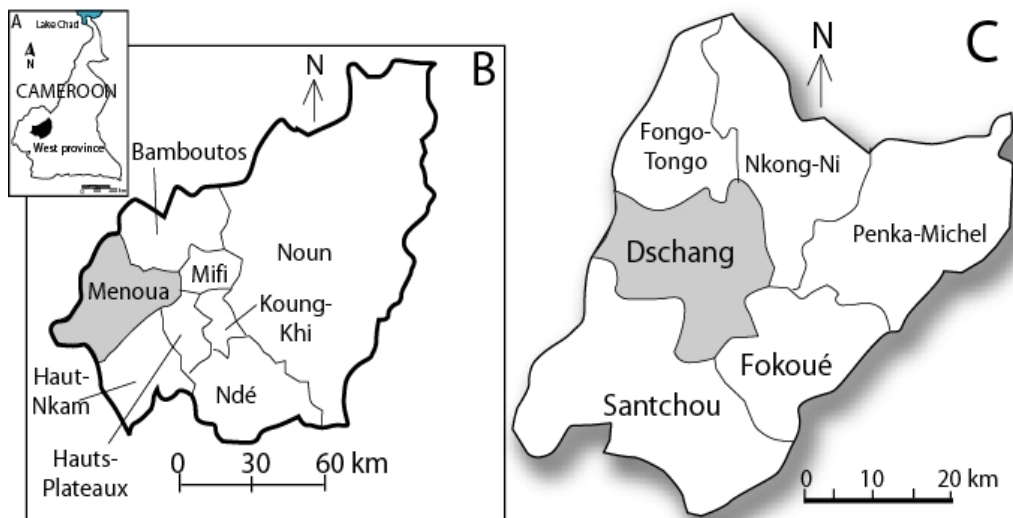 A
Lake Chad
N
CAMEROON
West province
B
N
Bamboutos
Noun
Mifi
Menoua
Koung-
Khi
Haut-
Nkam
Ndé
Hauts-
Plateaux
0 30 60 km
C
N
Fongo-
Tongo
Nkong-Ni
Penka-Michel
Dschang
Fokoué
Santchou
0 10 20 km